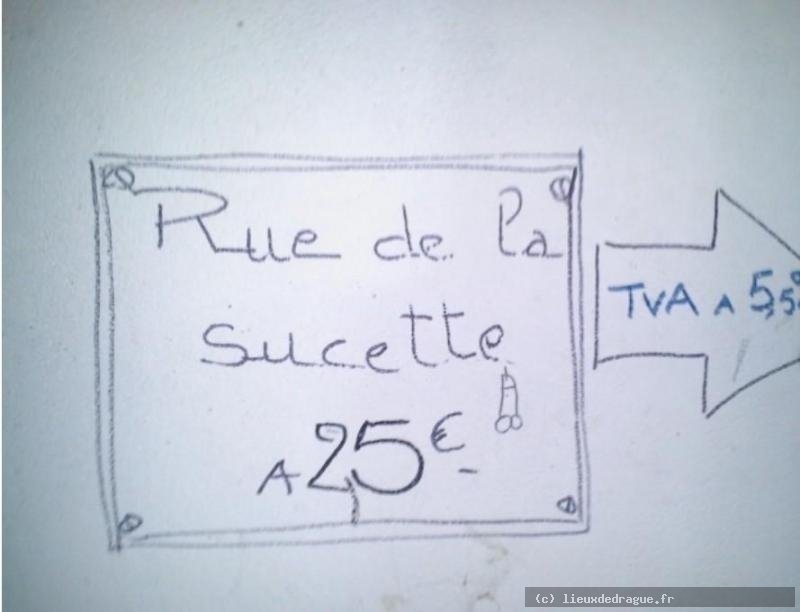 Rue de la
sucette
A 25€
TVA A 5,5
(c) lieuxdedrague.fr